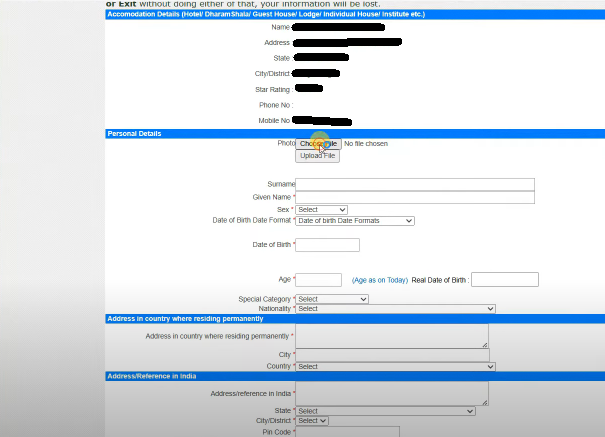 or Exit without doing either of that, your information will be lost.
Accomodation Details (Hotel/ DharamShala/ Guest House/ Lodge/ Individual House/ Institute etc.)
Name
Address
State
City/District
Star Rating :
Phone No :
Mobile No
Personal Details
Photo Choose File No file chosen
Upload File
Surname
Given Name *
Sex * Select
Date of Birth Date Format * Date of birth Date Formats
Date of Birth *
Age * (Age as on Today) Real Date of Birth :
Special Category * Select
Nationality * Select
Address in country where residing permanently
Address in country where residing permanently *
City *
Country * Select
Address/Reference in India
Address/reference in India *
State * Select
City/District * Select
Pin Code *